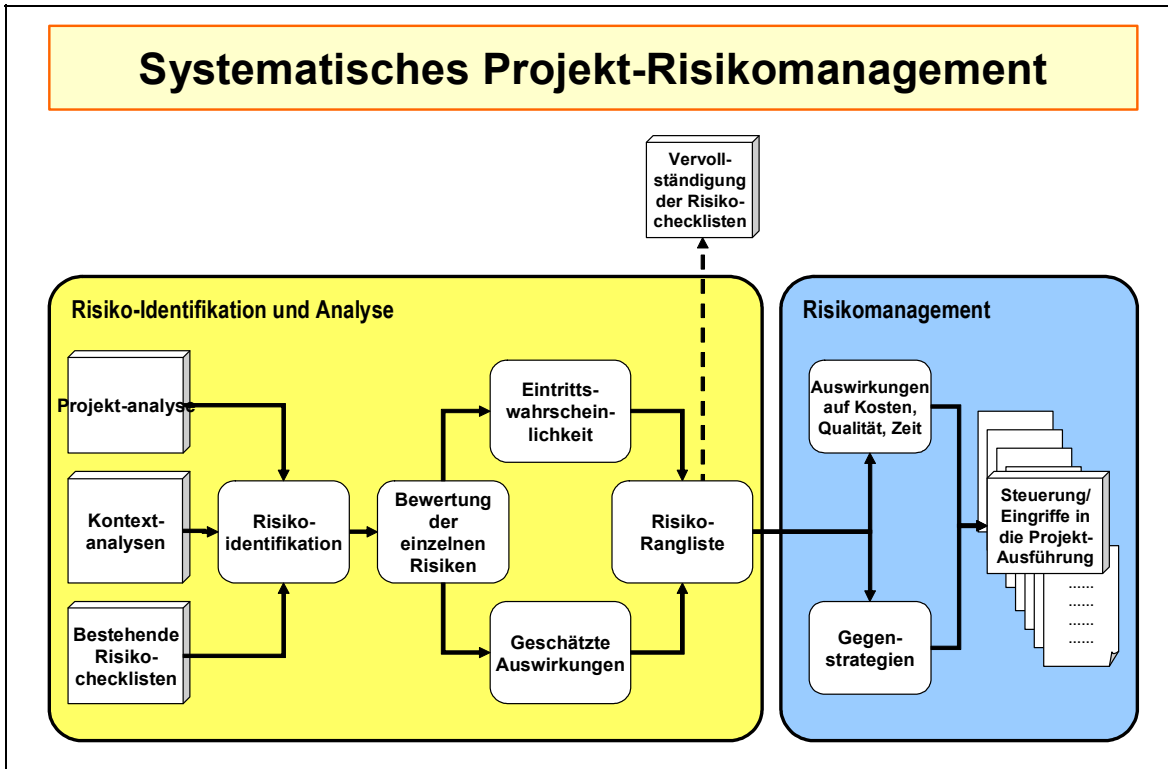 Systematisches Projekt-Risikomanagement
Vervoll-
ständigung
der Risiko-
checklisten
Risiko-Identifikation und Analyse
Projekt-analyse
Kontext-
analysen
Bestehende
Risiko-
checklisten
Risiko-
identifikation
Bewertung
der
einzelnen
Risiken
Eintritts-
wahrschein-
lichkeit
Geschätzte
Auswirkungen
Risiko-
Rangliste
Risikomanagement
Auswirkungen
auf Kosten,
Qualität, Zeit
Gegen-
strategien
Steuerung/
Eingriffe in
die Projekt-
Ausführung
......
......
......
......